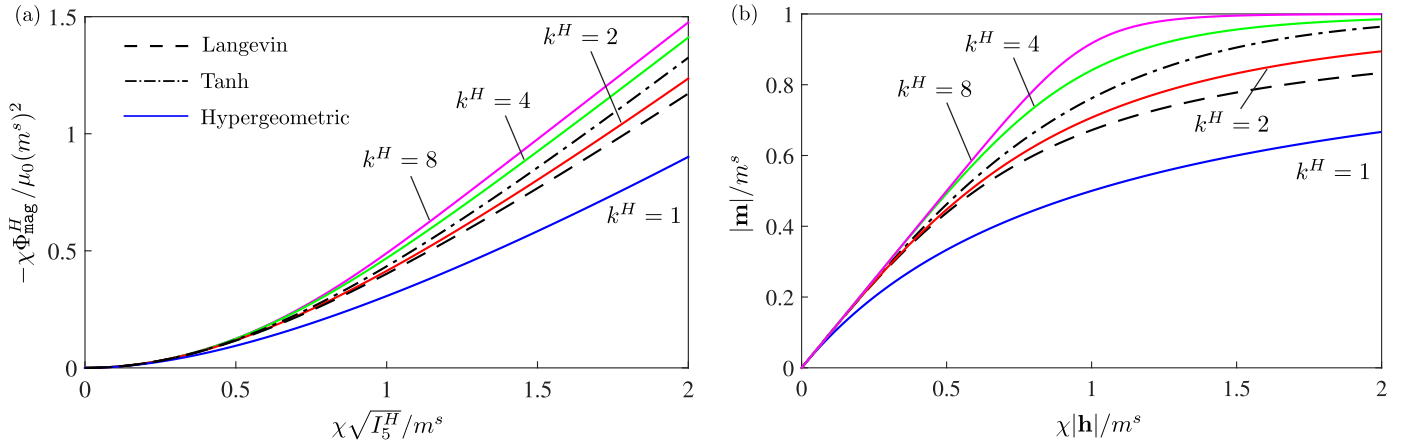 (a)
1.5
1
0.5
0
0
0.5
1
1.5
2
−χΦ^H_mag/μ₀(m^s)²
χ√I₅^H/m^s
Langevin
Tanh
Hypergeometric
k^H = 2
k^H = 4
k^H = 8
k^H = 1
(b)
1
0.8
0.6
0.4
0.2
0
0
0.5
1
1.5
2
|𝐦|/m^s
χ|𝐡|/m^s
k^H = 4
k^H = 8
k^H = 2
k^H = 1